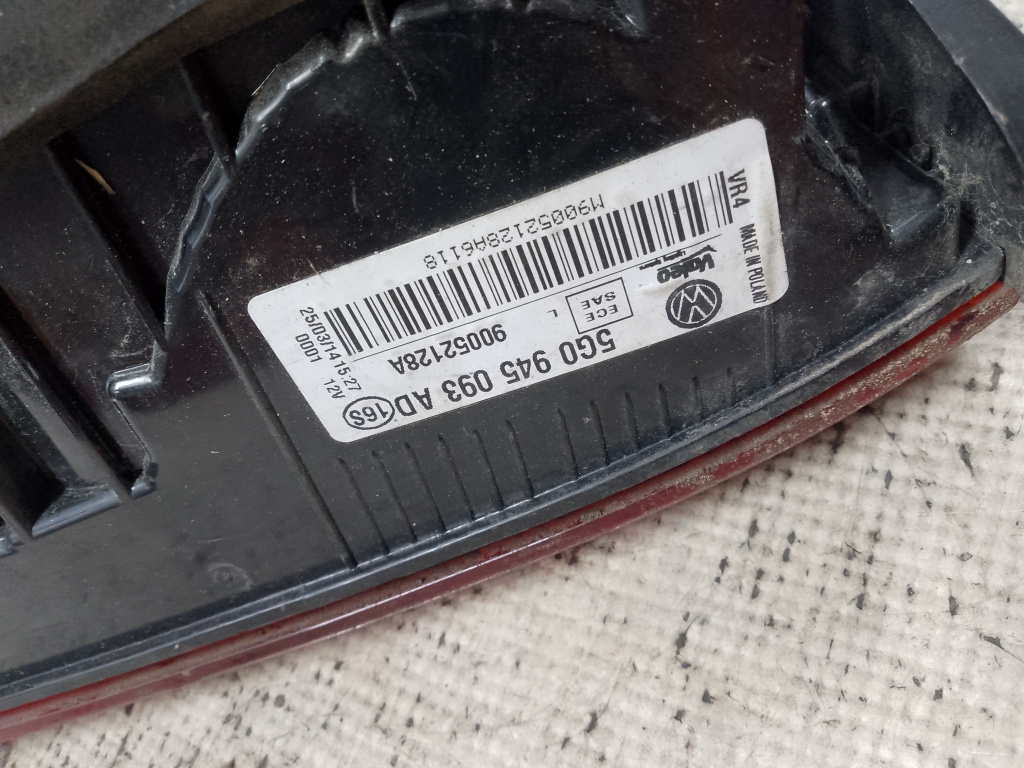 5G0 945 093 AD 16S
90052128A
ECE
SAE
L
Valeo
25/03/14 15:27
0001 12V
M90052128A6118
VR4
MADE IN POLAND